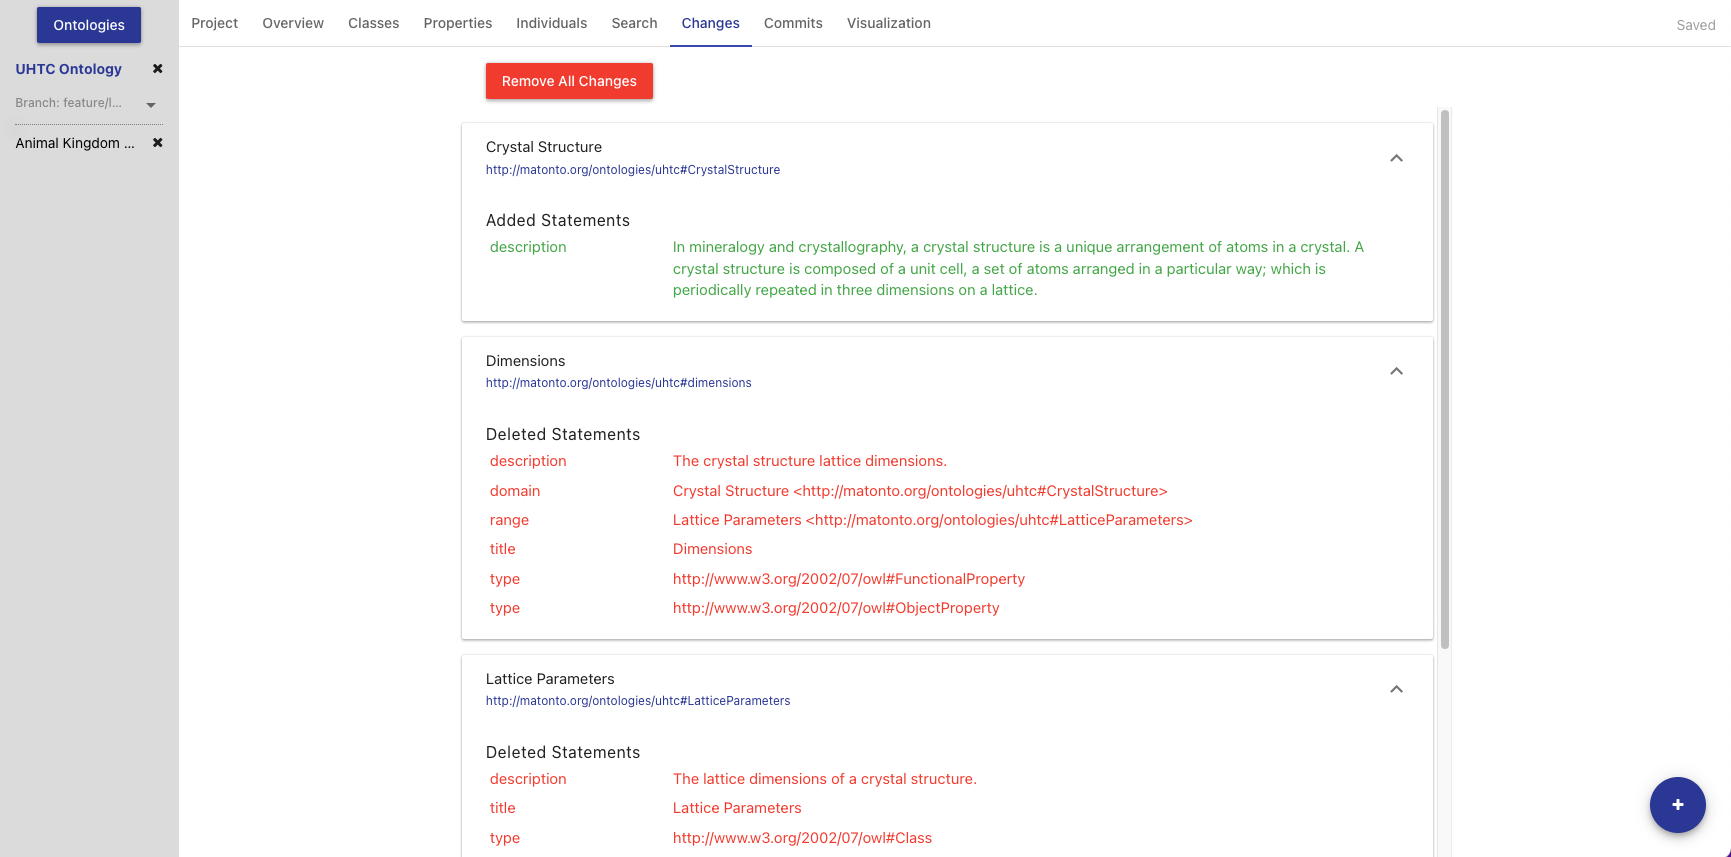 Ontologies
UHTC Ontology
Branch: feature/l...
Animal Kingdom ...
Project Overview Classes Properties Individuals Search Changes Commits Visualization
Saved
Remove All Changes
Crystal Structure
http://matonto.org/ontologies/uhtc#CrystalStructure
Added Statements
description In mineralogy and crystallography, a crystal structure is a unique arrangement of atoms in a crystal. A
crystal structure is composed of a unit cell, a set of atoms arranged in a particular way; which is
periodically repeated in three dimensions on a lattice.
Dimensions
http://matonto.org/ontologies/uhtc#dimensions
Deleted Statements
description The crystal structure lattice dimensions.
domain Crystal Structure <http://matonto.org/ontologies/uhtc#CrystalStructure>
range Lattice Parameters <http://matonto.org/ontologies/uhtc#LatticeParameters>
title Dimensions
type http://www.w3.org/2002/07/owl#FunctionalProperty
type http://www.w3.org/2002/07/owl#ObjectProperty
Lattice Parameters
http://matonto.org/ontologies/uhtc#LatticeParameters
Deleted Statements
description The lattice dimensions of a crystal structure.
title Lattice Parameters
type http://www.w3.org/2002/07/owl#Class